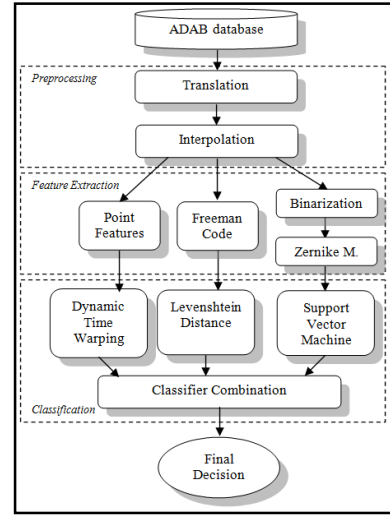 ADAB database
Preprocessing
Translation
Interpolation
Feature Extraction
Point
Features
Freeman
Code
Binarization
Zernike M.
Dynamic
Time
Warping
Levenshtein
Distance
Support
Vector
Machine
Classifier Combination
Classification
Final
Decision